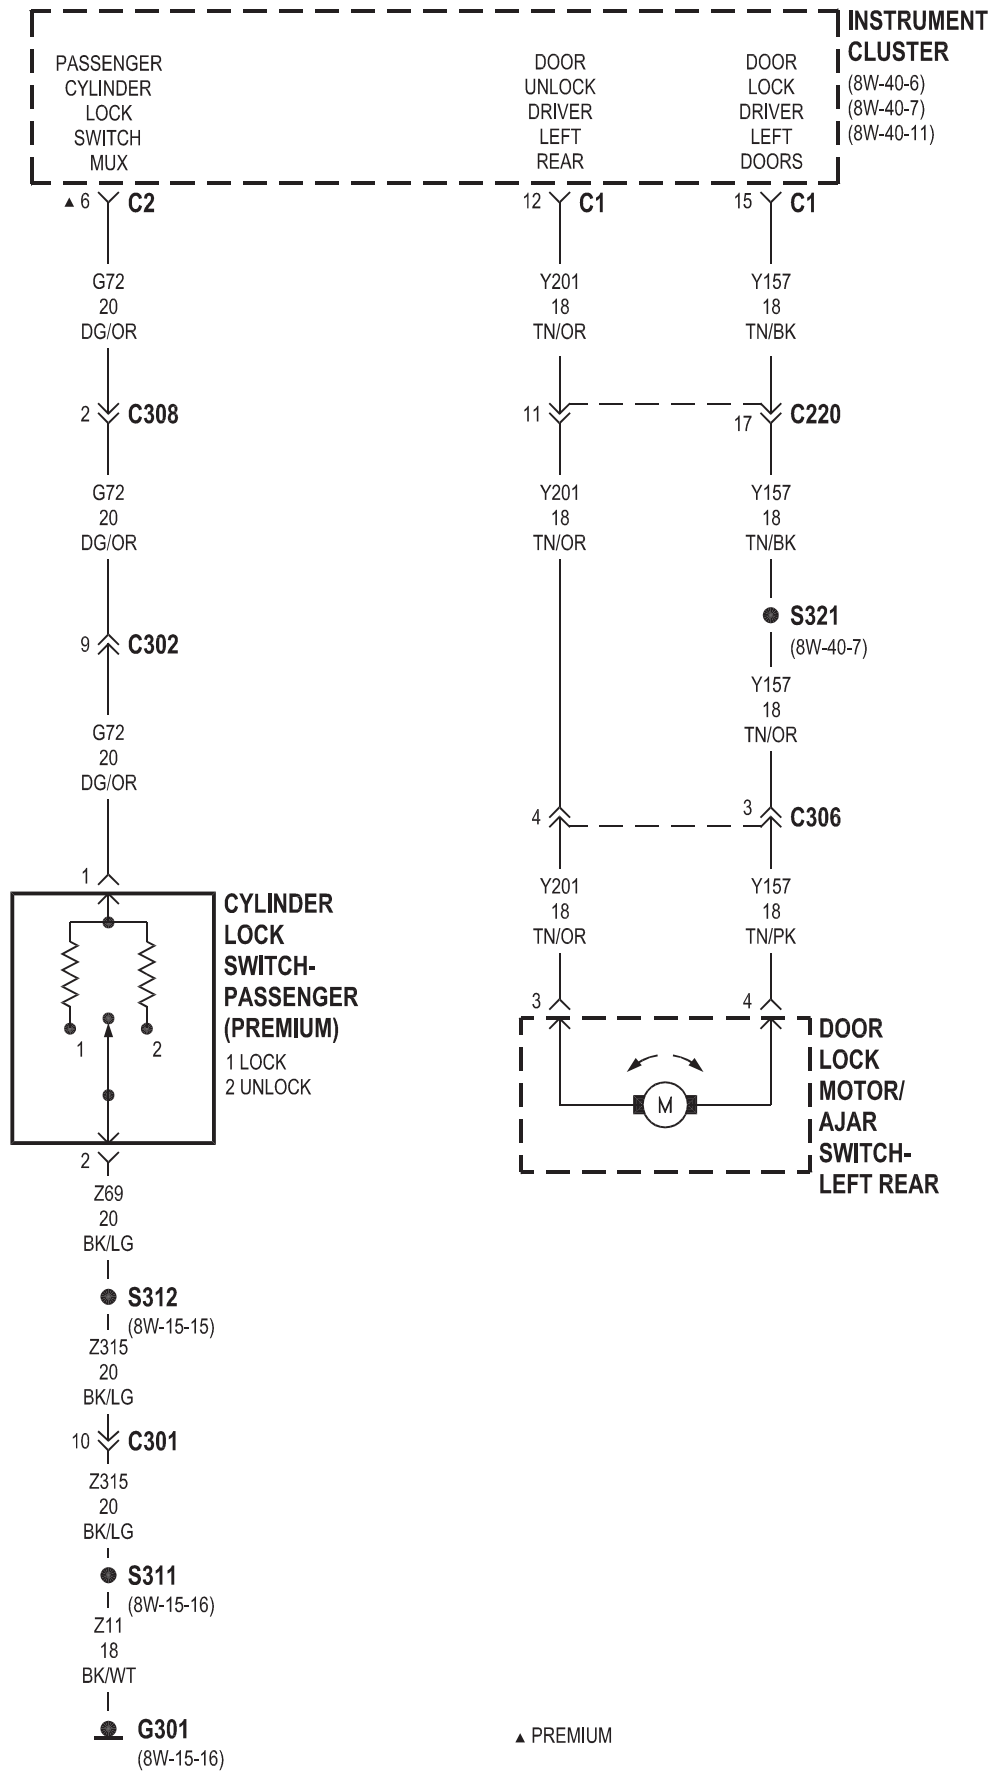 INSTRUMENT
CLUSTER
(8W-40-6)
(8W-40-7)
(8W-40-11)
PASSENGER
CYLINDER
LOCK
SWITCH
MUX
DOOR
UNLOCK
DRIVER
LEFT
REAR
DOOR
LOCK
DRIVER
LEFT
DOORS
▲ 6 C2
12 C1
15 C1
G72
20
DG/OR
Y201
18
TN/OR
Y157
18
TN/BK
2 C308
11
17 C220
G72
20
DG/OR
Y201
18
TN/OR
Y157
18
TN/BK
S321
(8W-40-7)
9 C302
Y157
18
TN/OR
G72
20
DG/OR
4
3 C306
1
Y201
18
TN/OR
Y157
18
TN/PK
CYLINDER
LOCK
SWITCH-
PASSENGER
(PREMIUM)
1 LOCK
2 UNLOCK
1
2
3
4
M
DOOR
LOCK
MOTOR/
AJAR
SWITCH-
LEFT REAR
2
Z69
20
BK/LG
S312
(8W-15-15)
Z315
20
BK/LG
10 C301
Z315
20
BK/LG
S311
(8W-15-16)
Z11
18
BK/WT
G301
(8W-15-16)
▲ PREMIUM